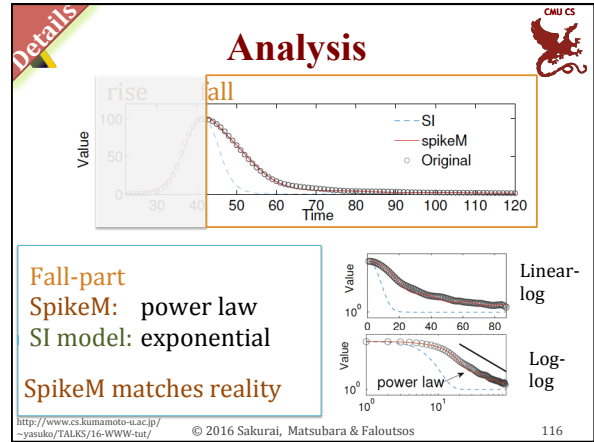 Details
CMU CS
Analysis
rise fall
Value
100
50
0
30 40 50 60 70 80 90 100 110 120
Time
SI
spikeM
Original
Fall-part
SpikeM: power law
SI model: exponential
SpikeM matches reality
Value
10^0
0 20 40 60 80
Linear-
log
Value
10^0
power law
10^0 10^1
Log-
log
http://www.cs.kumamoto-u.ac.jp/
~yasuko/TALKS/16-WWW-tut/
© 2016 Sakurai, Matsubara & Faloutsos
116